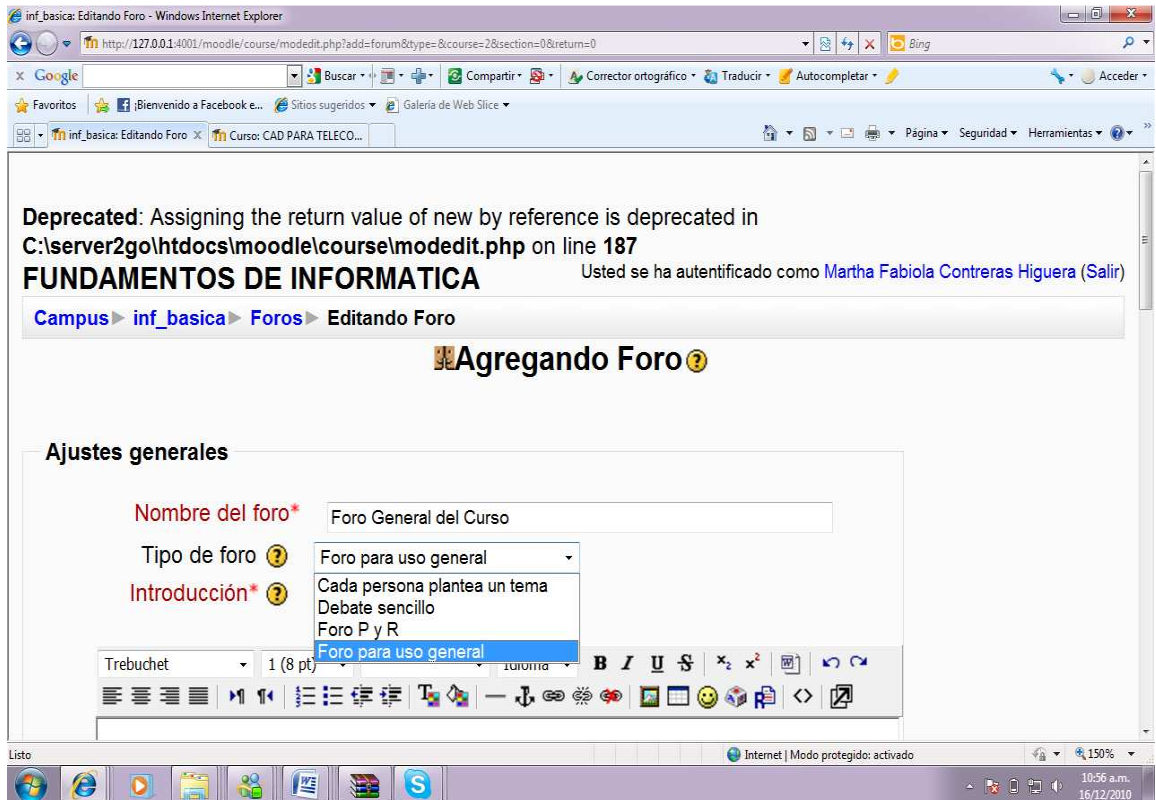 inf_basica: Editando Foro - Windows Internet Explorer
http://127.0.0.1:4001/moodle/course/modedit.php?add=forum&type=&course=2&section=0&return=0
Bing
x Google
Buscar
Compartir
Corrector ortográfico
Traducir
Autocompletar
Acceder
Favoritos
¡Bienvenido a Facebook e...
Sitios sugeridos
Galería de Web Slice
inf_basica: Editando Foro X
Curso: CAD PARA TELECO...
Página
Seguridad
Herramientas
Deprecated: Assigning the return value of new by reference is deprecated in
C:\server2go\htdocs\moodle\course\modedit.php on line 187
FUNDAMENTOS DE INFORMATICA
Usted se ha autentificado como Martha Fabiola Contreras Higuera (Salir)
Campus inf_basica Foros Editando Foro
Agregando Foro
Ajustes generales
Nombre del foro* Foro General del Curso
Tipo de foro Foro para uso general
Introducción* Cada persona plantea un tema
Debate sencillo
Foro P y R
Foro para uso general
Trebuchet 1 (8 pt) Idioma B I U S x₂ x²
Listo
Internet | Modo protegido: activado
150%
10:56 a.m.
16/12/2010